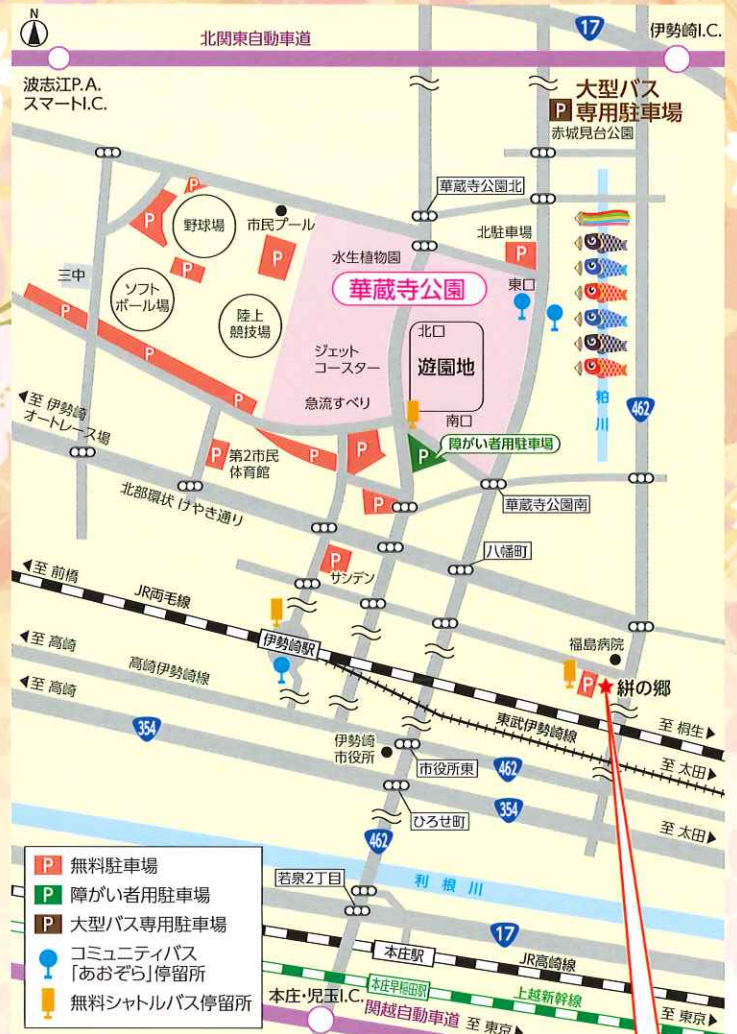 N
北関東自動車道
17
伊勢崎I.C.
波志江P.A.
スマートI.C.
大型バス
P 専用駐車場
赤城見台公園
華蔵寺公園北
P
野球場
市民プール
北駐車場
P
水生植物園
P
P
P
三中
ソフト
ボール場
華蔵寺公園
東口
陸上
競技場
北口
遊園地
P
ジェット
コースター
粕川
462
急流すべり
南口
P
P
障がい者用駐車場
◀至 伊勢崎
オートレース場
P
第2市民
体育館
P
P
P
P
華蔵寺公園南
北部環状 けやき通り
八幡町
P
サンデン
◀至 前橋
JR両毛線
伊勢崎駅
福島病院
P
絣の郷
◀至 高崎
高崎伊勢崎線
◀至 高崎
東武伊勢崎線
至 桐生▶
354
伊勢崎
市役所
市役所東
462
至 太田▶
ひろせ町
354
至 太田▶
462
P 無料駐車場
P 障がい者用駐車場
P 大型バス専用駐車場
コミュニティバス
「あおぞら」停留所
無料シャトルバス停留所
若泉2丁目
利根川
17
本庄駅
JR高崎線
本庄早稲田駅
上越新幹線
至 東京▶
本庄・児玉I.C.
関越自動車道
至 東京▶